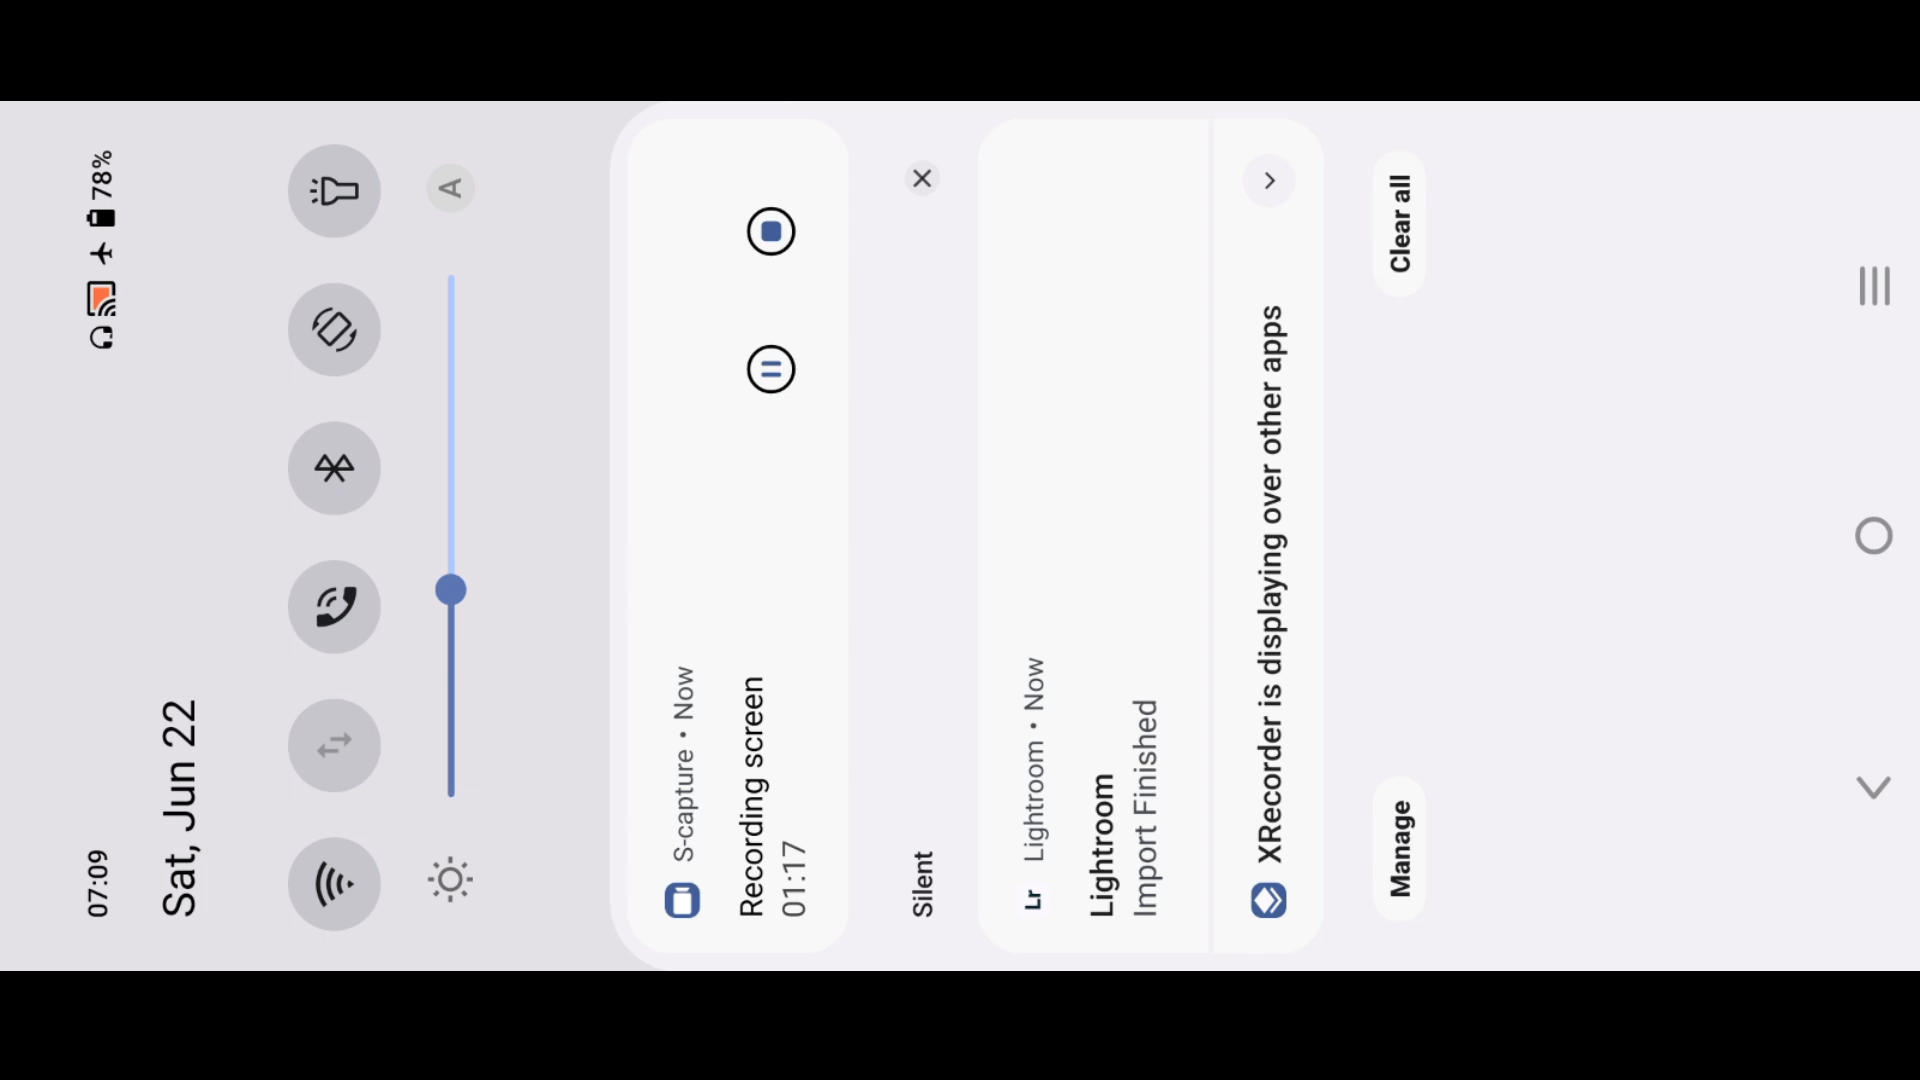 07:09
78%
Sat, Jun 22
A
S-capture • Now
Recording screen
01:17
Silent
Lr
Lightroom • Now
Lightroom
Import Finished
XRecorder is displaying over other apps
Manage
Clear all